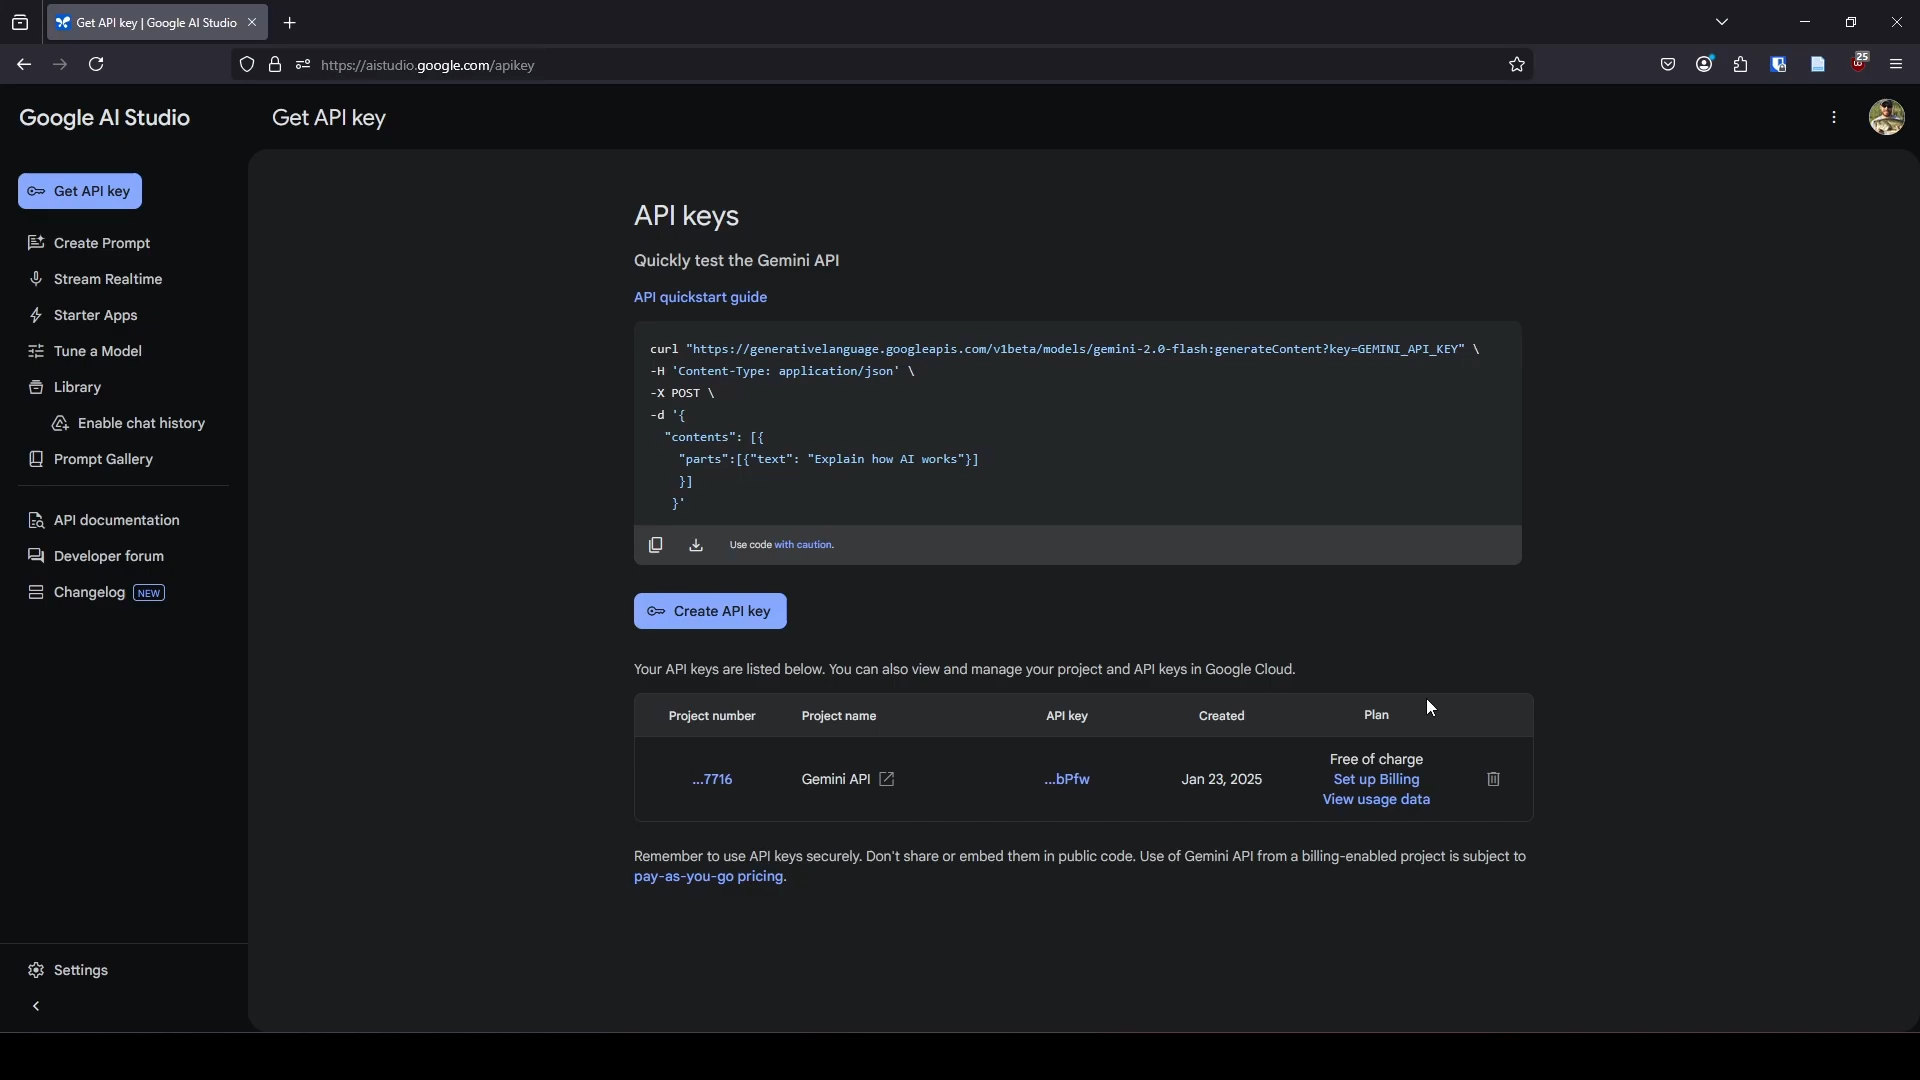 Get API key | Google AI Studio
https://aistudio.google.com/apikey
25
Google AI Studio
Get API key
Get API key
Create Prompt
Stream Realtime
Starter Apps
Tune a Model
Library
Enable chat history
Prompt Gallery
API documentation
Developer forum
Changelog NEW
Settings
API keys
Quickly test the Gemini API
API quickstart guide
curl "https://generativelanguage.googleapis.com/v1beta/models/gemini-2.0-flash:generateContent?key=GEMINI_API_KEY" \
-H 'Content-Type: application/json' \
-X POST \
-d '{
"contents": [{
"parts":[{"text": "Explain how AI works"}]
}]
}'
Use code with caution.
Create API key
Your API keys are listed below. You can also view and manage your project and API keys in Google Cloud.
Project number Project name API key Created Plan
...7716 Gemini API ...bPfw Jan 23, 2025 Free of charge
Set up Billing
View usage data
Remember to use API keys securely. Don't share or embed them in public code. Use of Gemini API from a billing-enabled project is subject to
pay-as-you-go pricing.